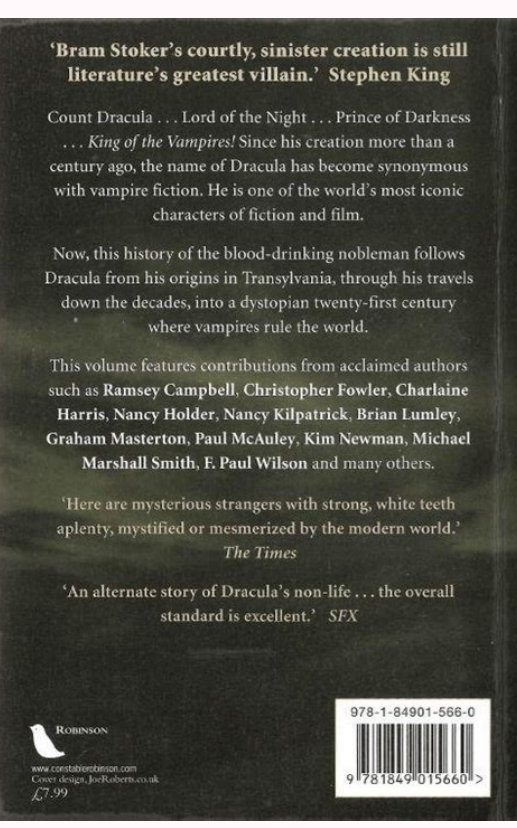 ‘Bram Stoker’s courtly, sinister creation is still
literature’s greatest villain.’ Stephen King
Count Dracula . . . Lord of the Night . . . Prince of Darkness
. . . King of the Vampires! Since his creation more than a
century ago, the name of Dracula has become synonymous
with vampire fiction. He is one of the world’s most iconic
characters of fiction and film.
Now, this history of the blood-drinking nobleman follows
Dracula from his origins in Transylvania, through his travels
down the decades, into a dystopian twenty-first century
where vampires rule the world.
This volume features contributions from acclaimed authors
such as Ramsey Campbell, Christopher Fowler, Charlaine
Harris, Nancy Holder, Nancy Kilpatrick, Brian Lumley,
Graham Masterton, Paul McAuley, Kim Newman, Michael
Marshall Smith, F. Paul Wilson and many others.
‘Here are mysterious strangers with strong, white teeth
aplenty, mystified or mesmerized by the modern world.’
The Times
‘An alternate story of Dracula’s non-life . . . the overall
standard is excellent.’ SFX
ROBINSON
www.constablerobinson.com
Cover design, JoeRoberts.co.uk
£7.99
978-1-84901-566-0
9 781849 015660 >